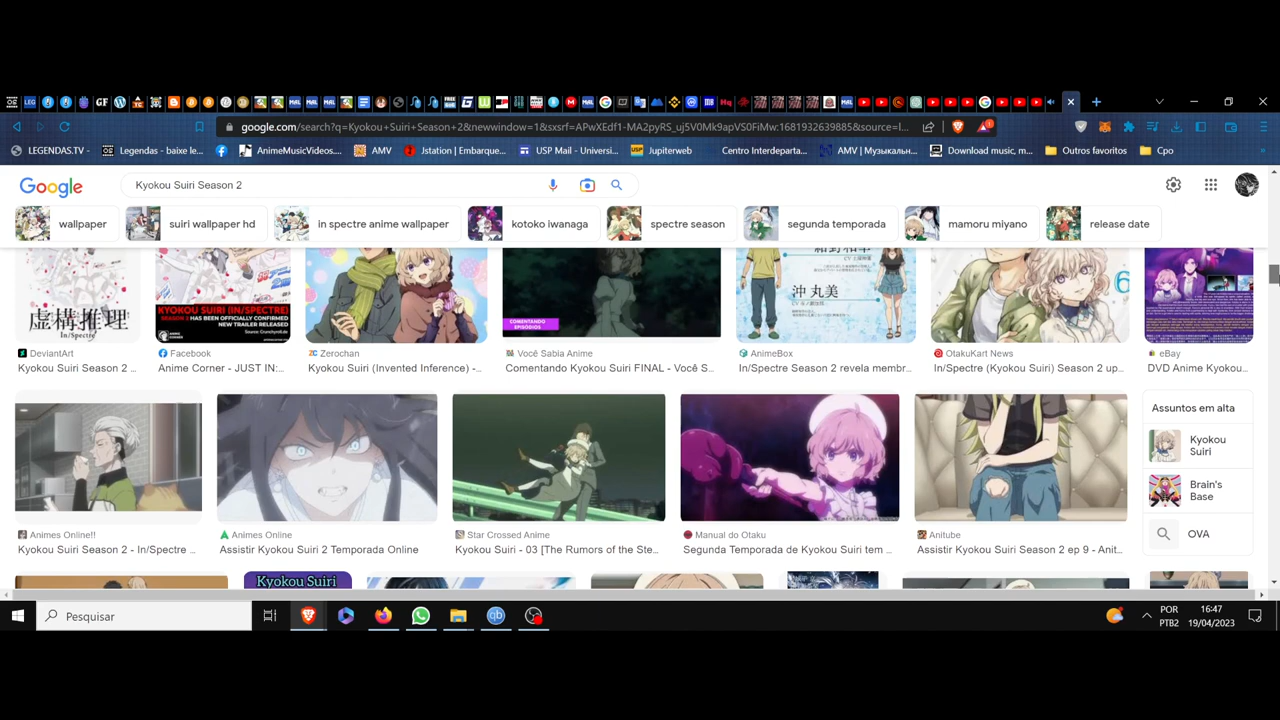 google.com/search?q=Kyokou+Suiri+Season+2&newwindow=1&sxsrf=APwXEdf1-MA2pyRS_uj5V0Mk9apVS0FiMw:1681932639885&source=l...
LEGENDAS.TV - Legendas - baixe le... AnimeMusicVideos.... AMV Jstation | Embarque... USP Mail - Universi... Jupiterweb Centro Interdeparta... AMV | Музыкальн... Download music, m... Outros favoritos Cpo
Google Kyokou Suiri Season 2
wallpaper suiri wallpaper hd in spectre anime wallpaper kotoko iwanaga spectre season segunda temporada mamoru miyano release date
虚構推理
In/Spectre
KYOKOU SUIRI (IN/SPECTRE)
HAS BEEN OFFICIALLY CONFIRMED
NEW TRAILER RELEASED
COMENTANDO
EPISÓDIOS
沖 丸美
6
DeviantArt Facebook Zerochan Você Sabia Anime AnimeBox OtakuKart News eBay
Kyokou Suiri Season 2 ... Anime Corner - JUST IN:... Kyokou Suiri (Invented Inference) -... Comentando Kyokou Suiri FINAL - Você S... In/Spectre Season 2 revela membr... In/Spectre (Kyokou Suiri) Season 2 up... DVD Anime Kyokou...
Assuntos em alta
Kyokou
Suiri
Brain's
Base
OVA
Animes Online!! Animes Online Star Crossed Anime Manual do Otaku Anitube
Kyokou Suiri Season 2 - In/Spectre ... Assistir Kyokou Suiri 2 Temporada Online Kyokou Suiri - 03 [The Rumors of the Ste... Segunda Temporada de Kyokou Suiri tem ... Assistir Kyokou Suiri Season 2 ep 9 - Anit...
Kyokou Suiri
Pesquisar
POR
PTB2
16:47
19/04/2023